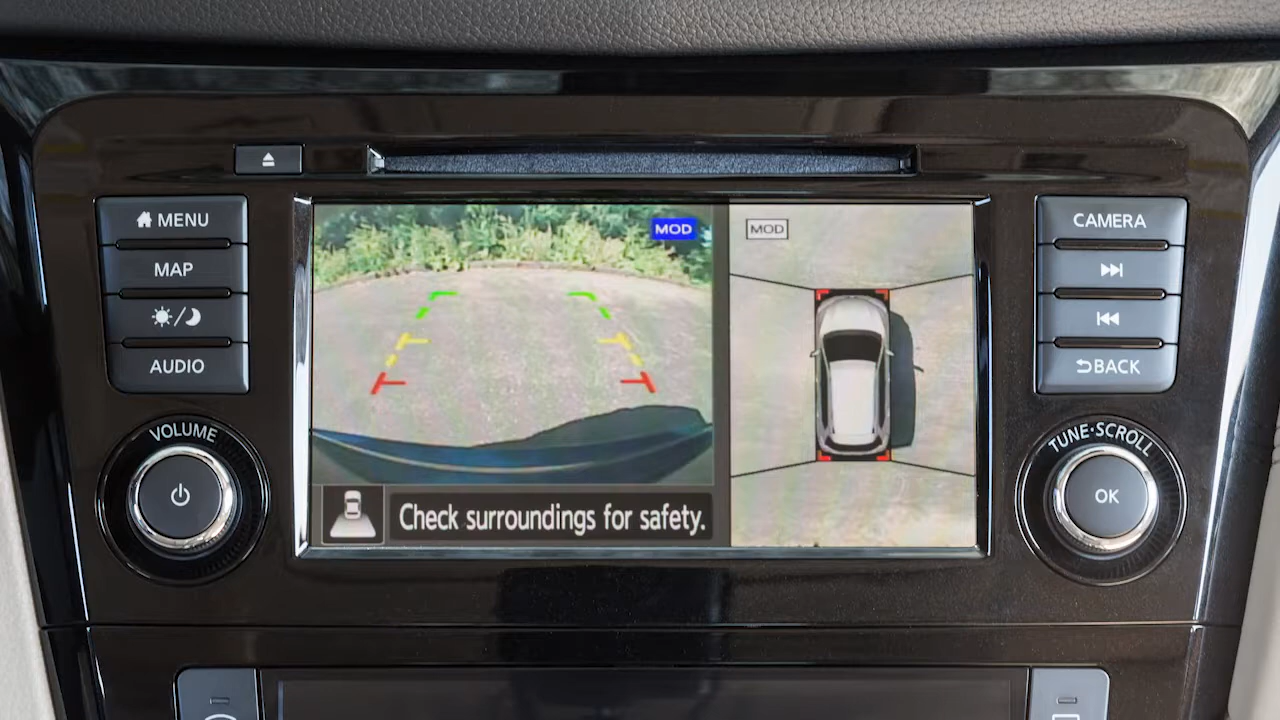 MENU
MAP
AUDIO
VOLUME
MOD
MOD
Check surroundings for safety.
CAMERA
BACK
TUNE·SCROLL
OK